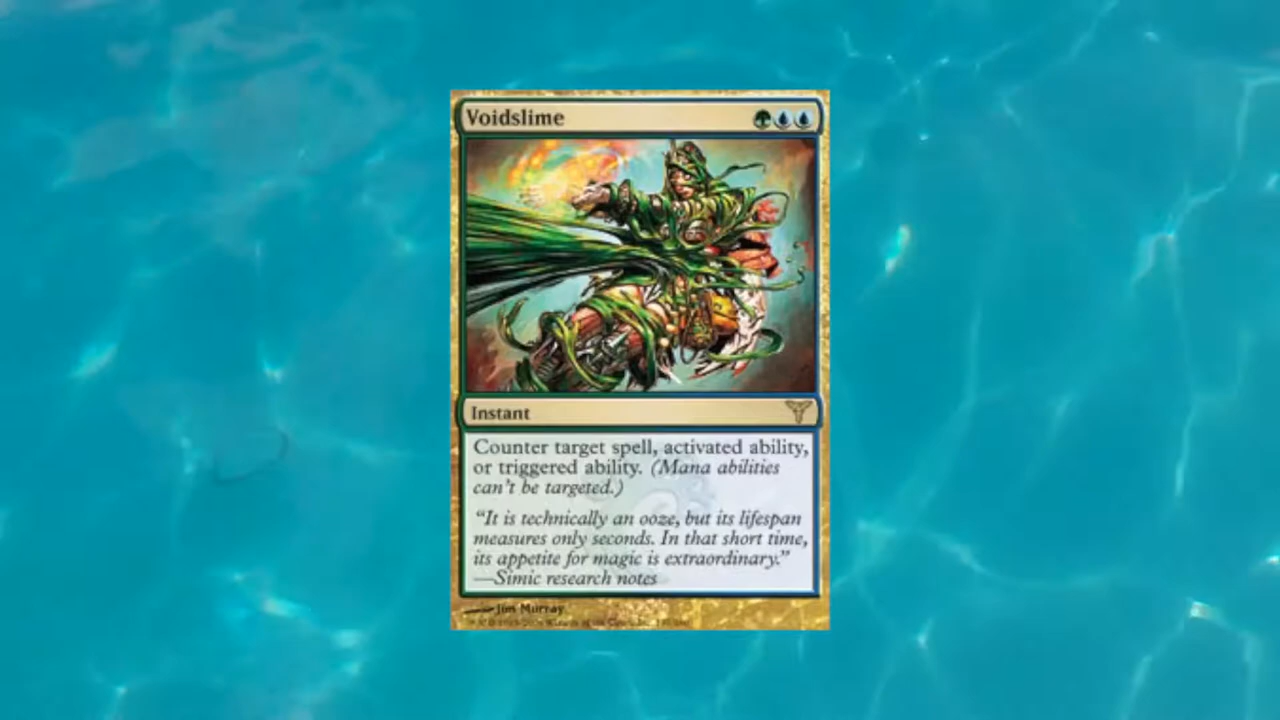 Voidslime
Instant
Counter target spell, activated ability,
or triggered ability. (Mana abilities
can't be targeted.)
“It is technically an ooze, but its lifespan
measures only seconds. In that short time,
its appetite for magic is extraordinary.”
—Simic research notes
Jim Murray